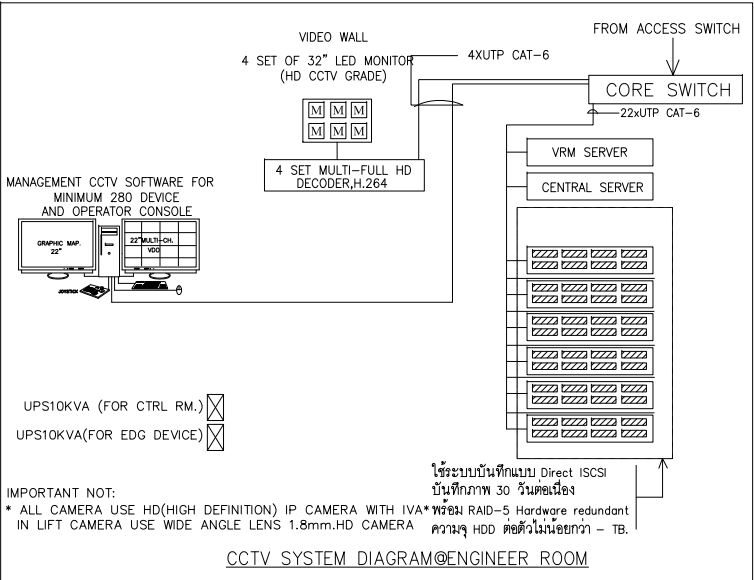 FROM ACCESS SWITCH
VIDEO WALL
4XUTP CAT-6
4 SET OF 32" LED MONITOR
(HD CCTV GRADE)
CORE SWITCH
22xUTP CAT-6
M M M
M M M
VRM SERVER
4 SET MULTI-FULL HD
DECODER,H.264
CENTRAL SERVER
MANAGEMENT CCTV SOFTWARE FOR
MINIMUM 280 DEVICE
AND OPERATOR CONSOLE
GRAPHIC MAP.
22"
22"MULTI-CH.
VDO
JOYSTICK
UPS10KVA (FOR CTRL RM.)
UPS10KVA(FOR EDG DEVICE)
IMPORTANT NOT:
* ALL CAMERA USE HD(HIGH DEFINITION) IP CAMERA WITH IVA
IN LIFT CAMERA USE WIDE ANGLE LENS 1.8mm.HD CAMERA
ใช้ระบบบันทึกแบบ Direct ISCSI
บันทึกภาพ 30 วันต่อเนื่อง
* พร้อม RAID-5 Hardware redundant
ความจุ HDD ต่อตัวไม่น้อยกว่า - TB.
CCTV SYSTEM DIAGRAM@ENGINEER ROOM